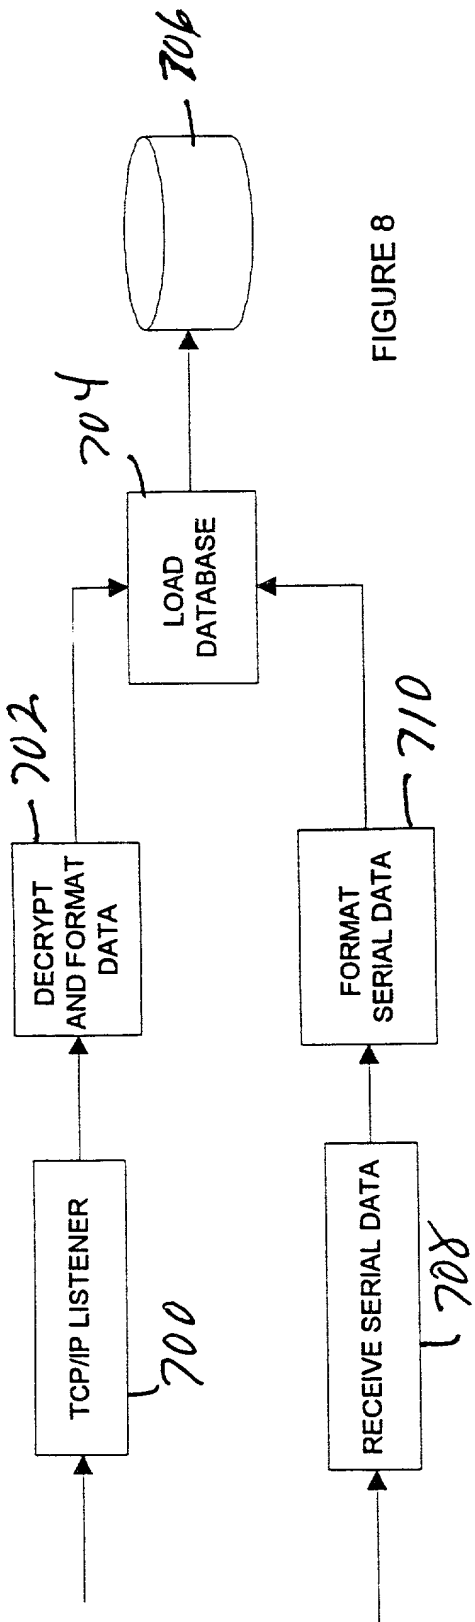 TCP/IP LISTENER
700
DECRYPT
AND FORMAT
DATA
702
LOAD
DATABASE
704
706
RECEIVE SERIAL DATA
708
FORMAT
SERIAL DATA
710
FIGURE 8